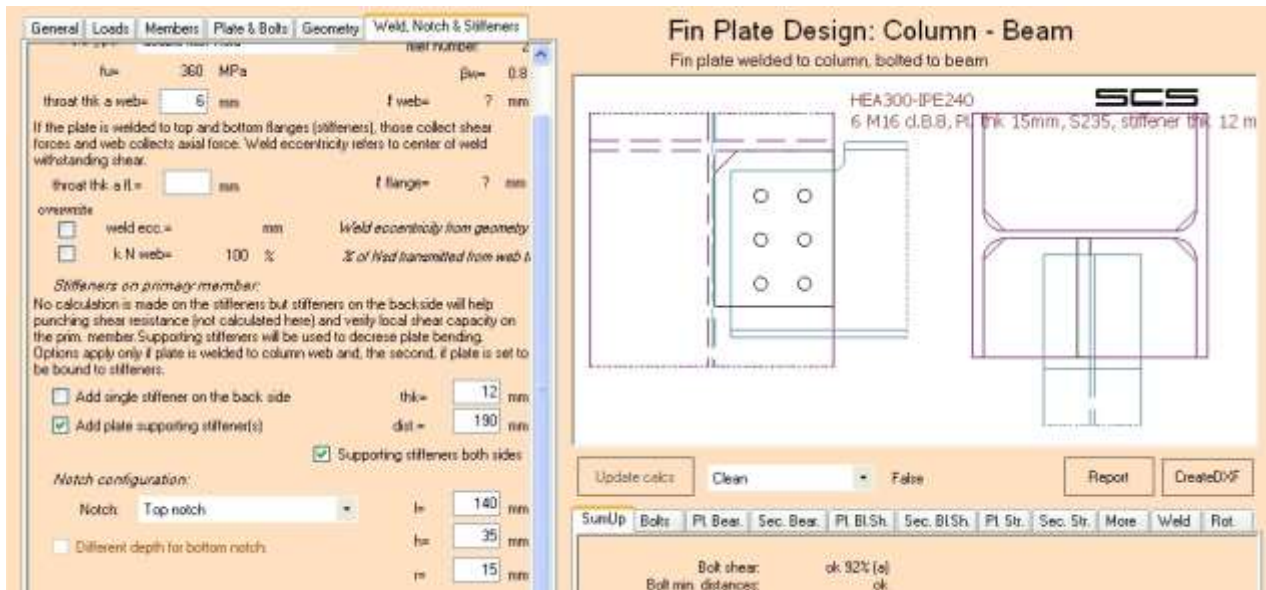 General Loads Members Plate & Bolts Geometry Weld, Notch & Stiffeners
fu= 360 MPa βw= 0.8
throat thk a web= 6 mm f web= ? mm
If the plate is welded to top and bottom flanges (stiffeners), those collect shear
forces and web collects axial force. Weld eccentricity refers to center of weld
withstanding shear.
throat thk a fl.= mm f flange= ? mm
overwrite
weld ecc.= mm Weld eccentricity from geometry
k N web= 100 % % of Nsd transmitted from web t
Stiffeners on primary member:
No calculation is made on the stiffeners but stiffeners on the backside will help
punching shear resistance (not calculated here) and verify local shear capacity on
the prim. member.Supporting stiffeners will be used to decrese plate bending.
Options apply only if plate is welded to column web and, the second, if plate is set to
be bound to stiffeners.
Add single stiffener on the back side thk= 12 mm
Add plate supporting stiffener(s) dist = 190 mm
Supporting stiffeners both sides
Notch configuration:
Notch: Top notch l= 140 mm
Different depth for bottom notch. h= 35 mm
r= 15 mm
Fin Plate Design: Column - Beam
Fin plate welded to column, bolted to beam
HEA300-IPE240
SCS
6 M16 cl.8.8, Pl. thk 15mm, S235, stiffener thk 12 m
Update calcs Clean False Report CreateDXF
SumUp Bolts Pl. Bear. Sec. Bear. Pl. Bl.Sh. Sec. Bl.Sh. Pl. Str. Sec. Str. More Weld Rot.
Bolt shear: ok 92% (a)
Bolt min. distances: ok